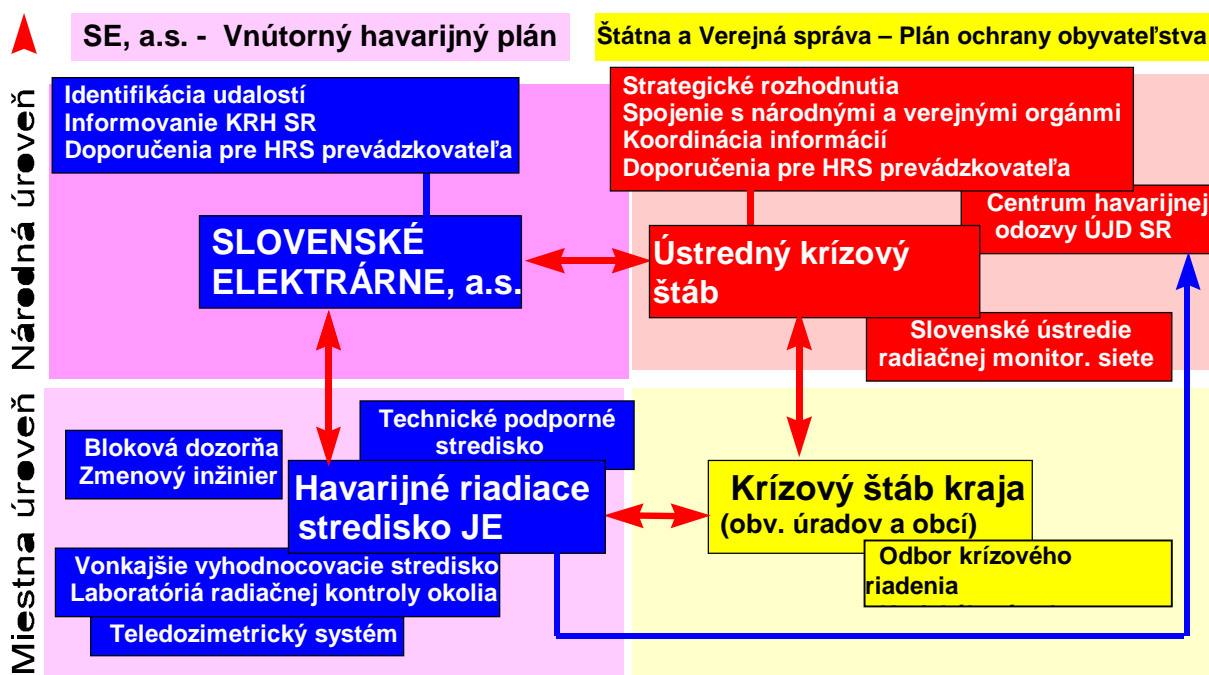 SE, a.s. - Vnútorný havarijný plán
Štátna a Verejná správa – Plán ochrany obyvateľstva
Národná úroveň
Identifikácia udalostí
Informovanie KRH SR
Doporučenia pre HRS prevádzkovateľa
SLOVENSKÉ
ELEKTRÁRNE, a.s.
Strategické rozhodnutia
Spojenie s národnými a verejnými orgánmi
Koordinácia informácií
Doporučenia pre HRS prevádzkovateľa
Centrum havarijnej
odozvy ÚJD SR
Ústredný krízový
štáb
Slovenské ústredie
radiačnej monitor. siete
Miestna úroveň
Technické podporné
stredisko
Bloková dozorňa
Zmenový inžinier
Havarijné riadiace
stredisko JE
Vonkajšie vyhodnocovacie stredisko
Laboratóriá radiačnej kontroly okolia
Teledozimetrický systém
Krízový štáb kraja
(obv. úradov a obcí)
Odbor krízového
riadenia